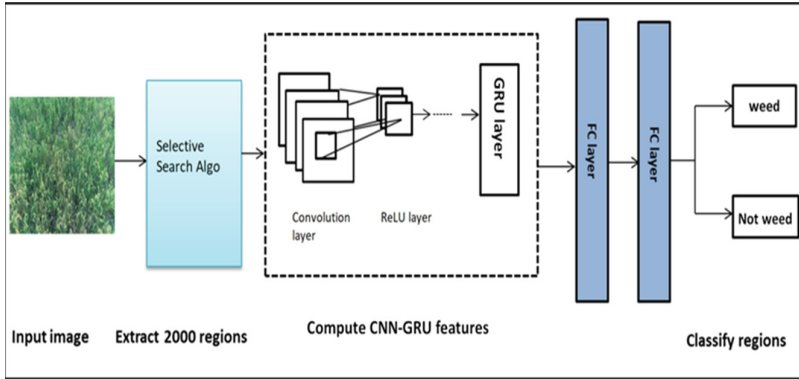 Selective
Search Algo
Convolution
layer
ReLU layer
GRU layer
FC layer
FC layer
weed
Not weed
Input image
Extract 2000 regions
Compute CNN-GRU features
Classify regions